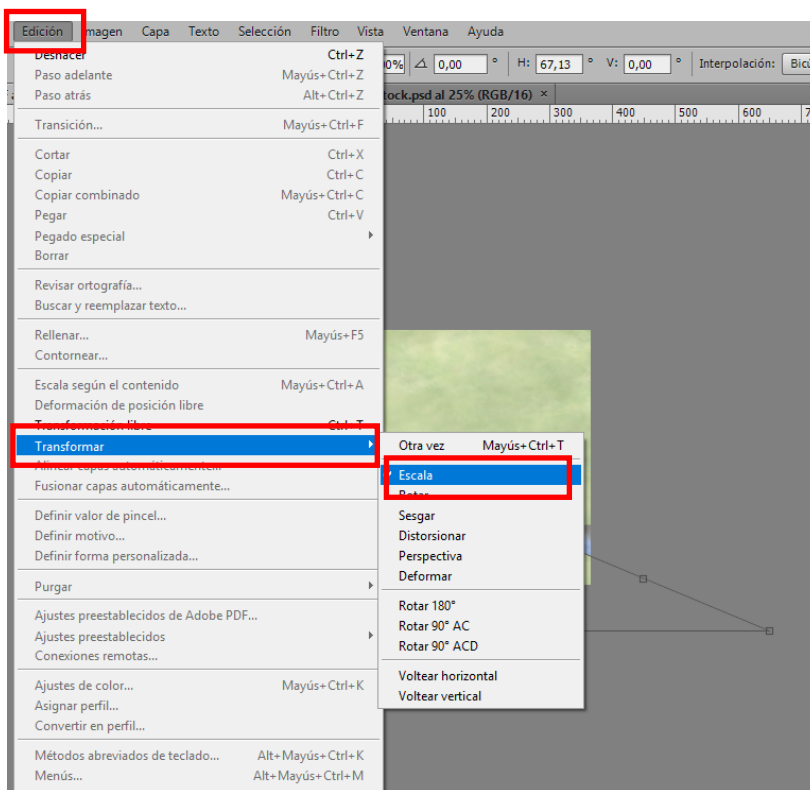 Edición Imagen Capa Texto Selección Filtro Vista Ventana Ayuda
0% 0,00 ° H: 67,13 ° V: 0,00 ° Interpolación:
tock.psd al 25% (RGB/16) ×
100 200 300 400 500 600 7
Deshacer Ctrl+Z
Paso adelante Mayús+Ctrl+Z
Paso atrás Alt+Ctrl+Z
Transición... Mayús+Ctrl+F
Cortar Ctrl+X
Copiar Ctrl+C
Copiar combinado Mayús+Ctrl+C
Pegar Ctrl+V
Pegado especial
Borrar
Revisar ortografía...
Buscar y reemplazar texto...
Rellenar... Mayús+F5
Contornear...
Escala según el contenido Mayús+Ctrl+A
Deformación de posición libre
Transformación libre Ctrl+T
Transformar
Alinear capas automáticamente...
Fusionar capas automáticamente...
Definir valor de pincel...
Definir motivo...
Definir forma personalizada...
Purgar
Ajustes preestablecidos de Adobe PDF...
Ajustes preestablecidos
Conexiones remotas...
Ajustes de color... Mayús+Ctrl+K
Asignar perfil...
Convertir en perfil...
Métodos abreviados de teclado... Alt+Mayús+Ctrl+K
Menús... Alt+Mayús+Ctrl+M
Otra vez Mayús+Ctrl+T
Escala
Rotar
Sesgar
Distorsionar
Perspectiva
Deformar
Rotar 180°
Rotar 90° AC
Rotar 90° ACD
Voltear horizontal
Voltear vertical